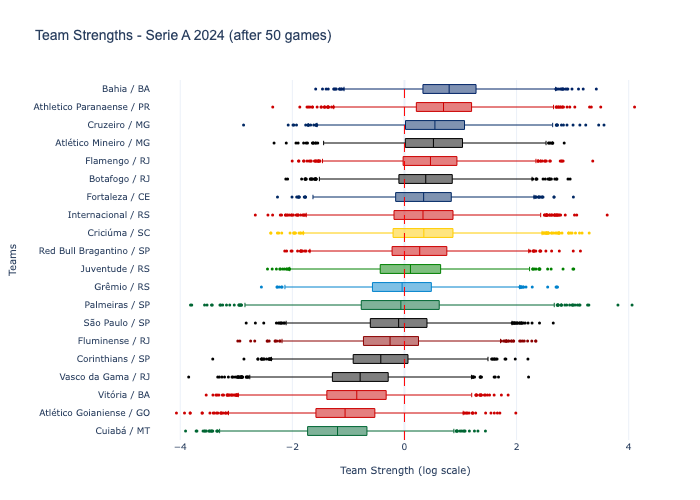 Team Strengths - Serie A 2024 (after 50 games)
Bahia / BA
Athletico Paranaense / PR
Cruzeiro / MG
Atlético Mineiro / MG
Flamengo / RJ
Botafogo / RJ
Fortaleza / CE
Internacional / RS
Criciúma / SC
Red Bull Bragantino / SP
Juventude / RS
Grêmio / RS
Palmeiras / SP
São Paulo / SP
Fluminense / RJ
Corinthians / SP
Vasco da Gama / RJ
Vitória / BA
Atlético Goianiense / GO
Cuiabá / MT
Teams
−4 −2 0 2 4
Team Strength (log scale)